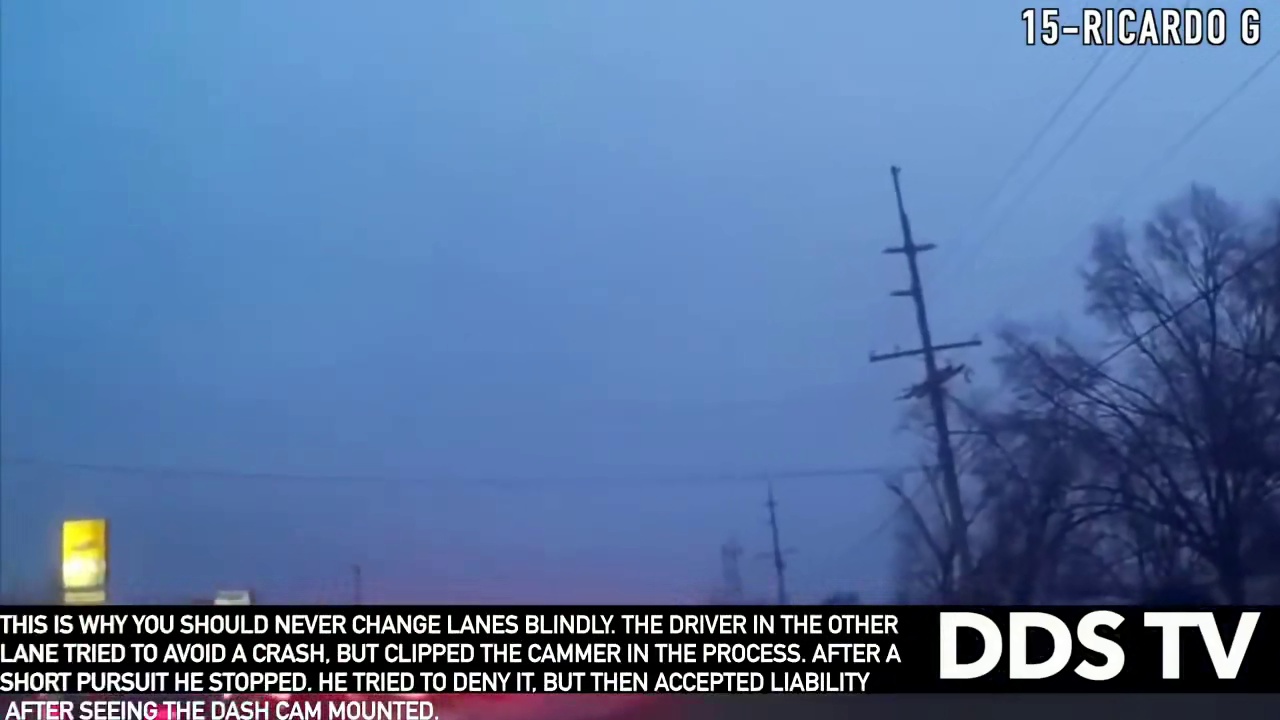 15-RICARDO G
THIS IS WHY YOU SHOULD NEVER CHANGE LANES BLINDLY. THE DRIVER IN THE OTHER
LANE TRIED TO AVOID A CRASH, BUT CLIPPED THE CAMMER IN THE PROCESS. AFTER A
SHORT PURSUIT HE STOPPED. HE TRIED TO DENY IT, BUT THEN ACCEPTED LIABILITY
AFTER SEEING THE DASH CAM MOUNTED.
DDS TV